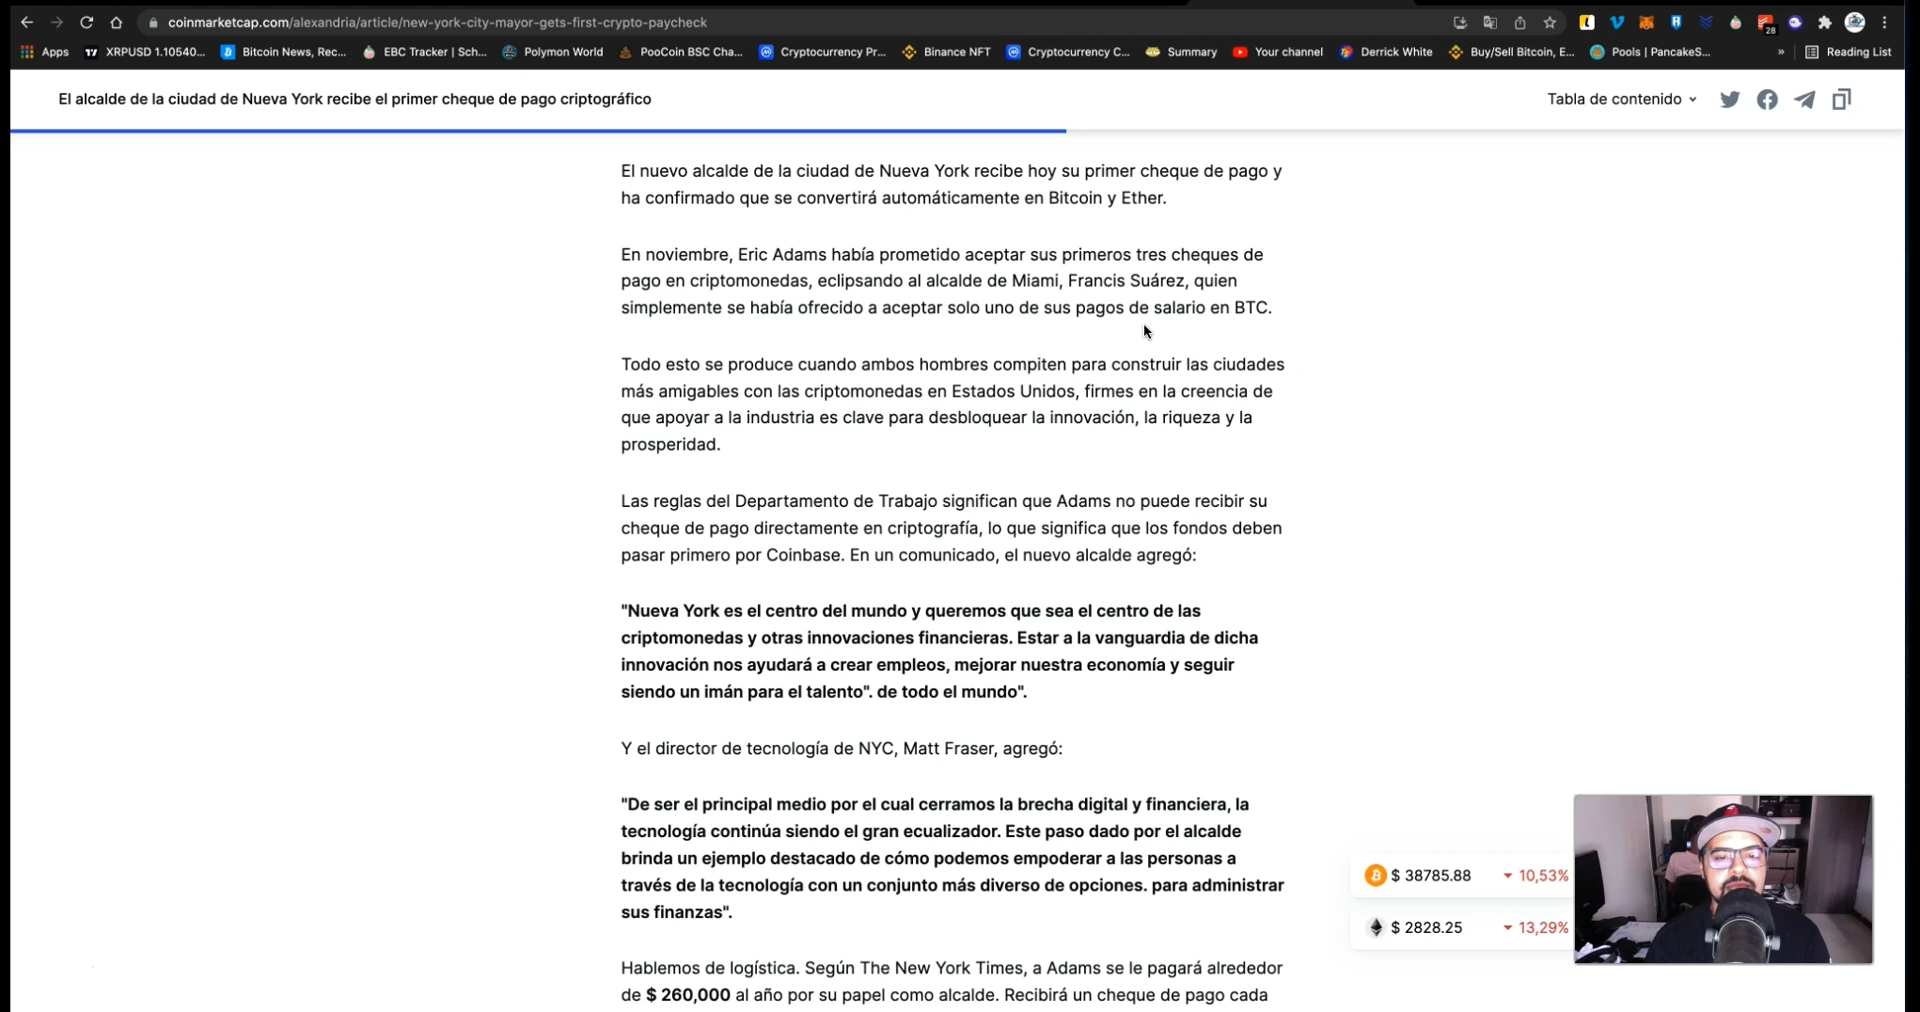 coinmarketcap.com/alexandria/article/new-york-city-mayor-gets-first-crypto-paycheck
28
Apps XRPUSD 1.10540... Bitcoin News, Rec... EBC Tracker | Sch... Polymon World PooCoin BSC Cha... Cryptocurrency Pr... Binance NFT Cryptocurrency C... Summary Your channel Derrick White Buy/Sell Bitcoin, E... Pools | PancakeS... » Reading List
El alcalde de la ciudad de Nueva York recibe el primer cheque de pago criptográfico Tabla de contenido
El nuevo alcalde de la ciudad de Nueva York recibe hoy su primer cheque de pago y
ha confirmado que se convertirá automáticamente en Bitcoin y Ether.
En noviembre, Eric Adams había prometido aceptar sus primeros tres cheques de
pago en criptomonedas, eclipsando al alcalde de Miami, Francis Suárez, quien
simplemente se había ofrecido a aceptar solo uno de sus pagos de salario en BTC.
Todo esto se produce cuando ambos hombres compiten para construir las ciudades
más amigables con las criptomonedas en Estados Unidos, firmes en la creencia de
que apoyar a la industria es clave para desbloquear la innovación, la riqueza y la
prosperidad.
Las reglas del Departamento de Trabajo significan que Adams no puede recibir su
cheque de pago directamente en criptografía, lo que significa que los fondos deben
pasar primero por Coinbase. En un comunicado, el nuevo alcalde agregó:
"Nueva York es el centro del mundo y queremos que sea el centro de las
criptomonedas y otras innovaciones financieras. Estar a la vanguardia de dicha
innovación nos ayudará a crear empleos, mejorar nuestra economía y seguir
siendo un imán para el talento". de todo el mundo".
Y el director de tecnología de NYC, Matt Fraser, agregó:
"De ser el principal medio por el cual cerramos la brecha digital y financiera, la
tecnología continúa siendo el gran ecualizador. Este paso dado por el alcalde
brinda un ejemplo destacado de cómo podemos empoderar a las personas a
través de la tecnología con un conjunto más diverso de opciones. para administrar
sus finanzas".
Hablemos de logística. Según The New York Times, a Adams se le pagará alrededor
de $ 260,000 al año por su papel como alcalde. Recibirá un cheque de pago cada
$ 38785.88 10,53%
$ 2828.25 13,29%